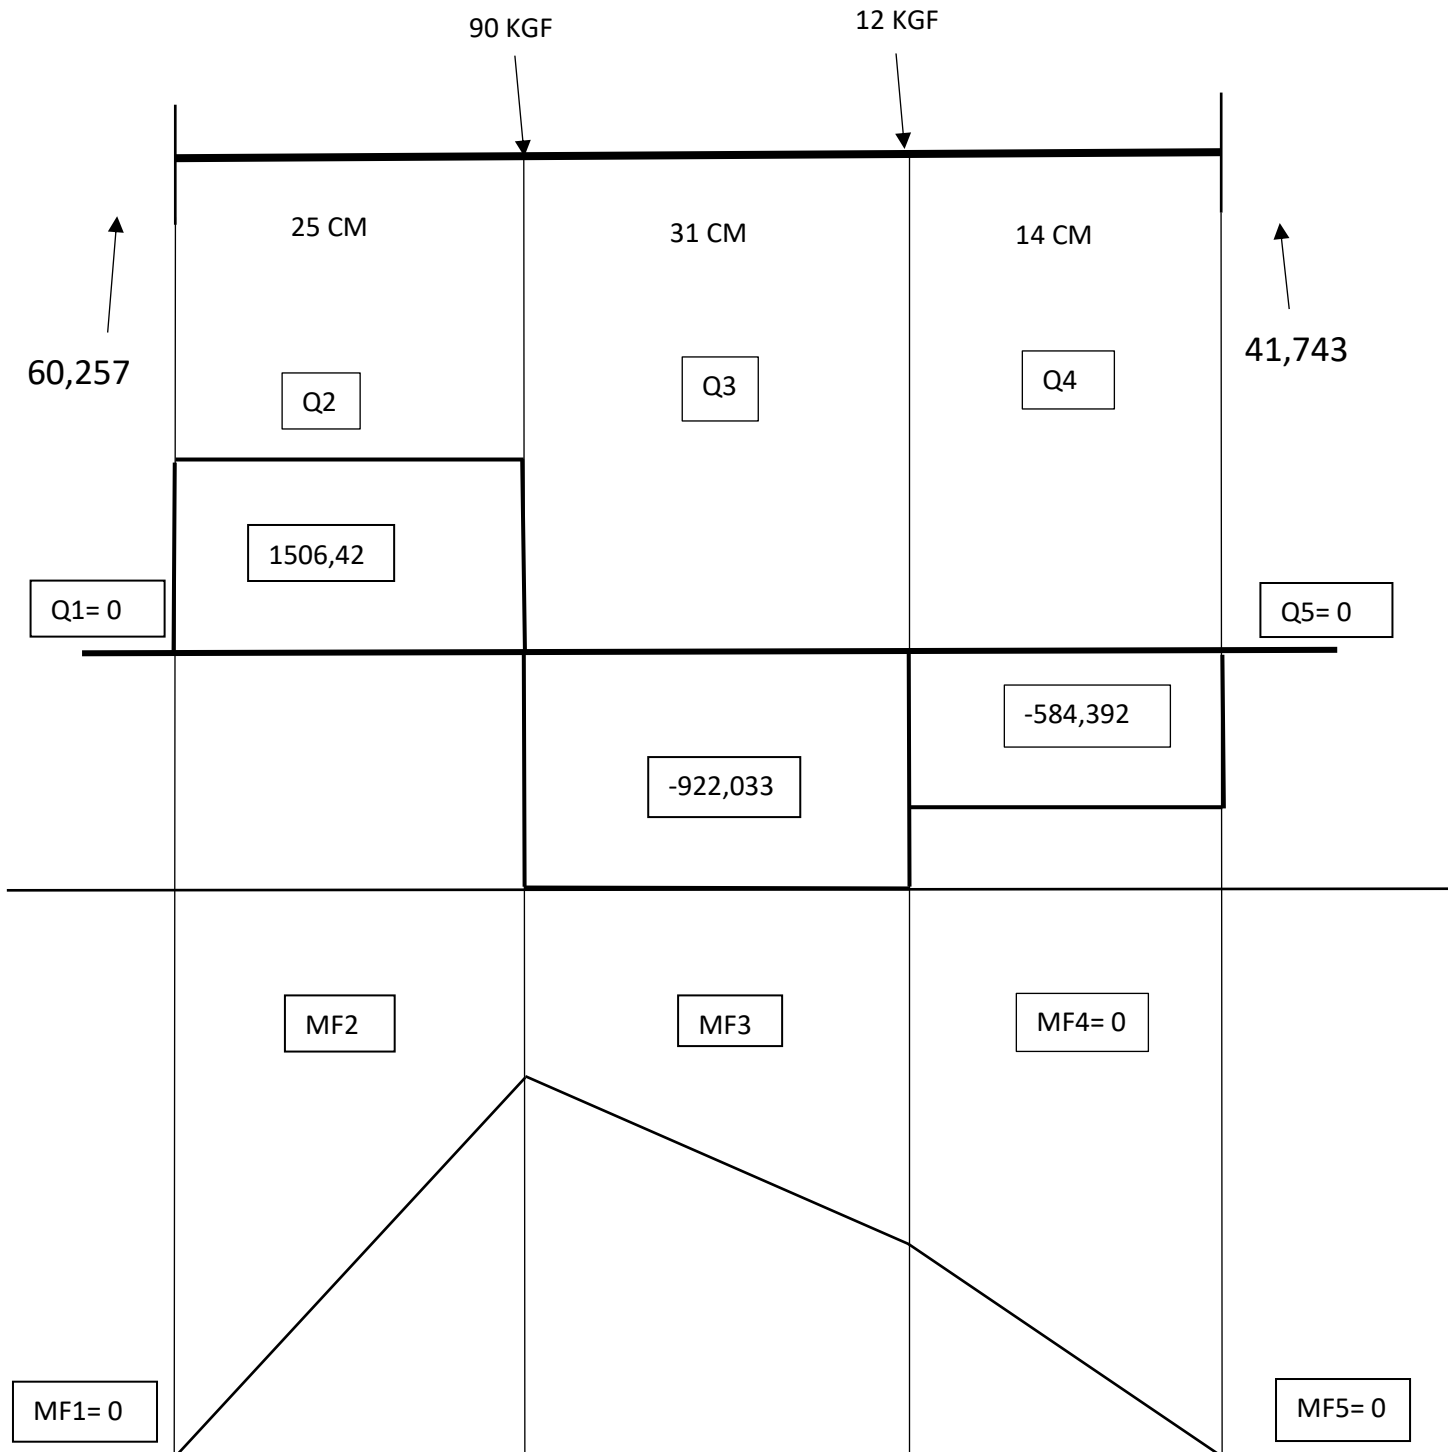 90 KGF
12 KGF
25 CM
31 CM
14 CM
60,257
41,743
Q2
Q3
Q4
1506,42
Q1= 0
Q5= 0
-584,392
-922,033
MF2
MF3
MF4= 0
MF1= 0
MF5= 0